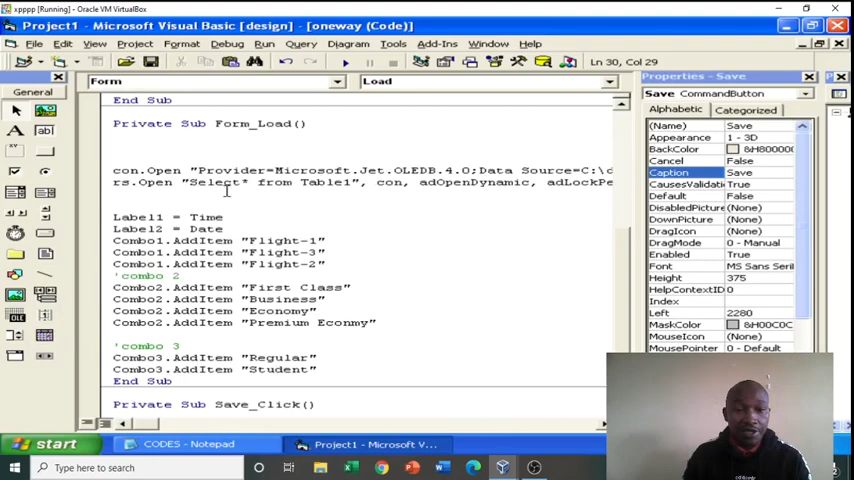 xpppp [Running] - Oracle VM VirtualBox
Project1 - Microsoft Visual Basic [design] - [oneway (Code)]
File Edit View Project Format Debug Run Query Diagram Tools Add-Ins Window Help
Ln 30, Col 29
General
Form
Load
End Sub
Private Sub Form_Load()
con.Open "Provider=Microsoft.Jet.OLEDB.4.0;Data Source=C:\d
rs.Open "Select* from Table1", con, adOpenDynamic, adLockPe
Label1 = Time
Label2 = Date
Combo1.AddItem "Flight-1"
Combo1.AddItem "Flight-3"
Combo1.AddItem "Flight-2"
'combo 2
Combo2.AddItem "First Class"
Combo2.AddItem "Business"
Combo2.AddItem "Economy"
Combo2.AddItem "Premium Econmy"
'combo 3
Combo3.AddItem "Regular"
Combo3.AddItem "Student"
End Sub
Private Sub Save_Click()
Properties - Save
Save CommandButton
Alphabetic Categorized
(Name) Save
Appearance 1 - 3D
BackColor &H800000
Cancel False
Caption Save
CausesValidati True
Default False
DisabledPictur (None)
DownPicture (None)
DragIcon (None)
DragMode 0 - Manual
Enabled True
Font MS Sans Serif
Height 375
HelpContextID 0
Index
Left 2280
MaskColor &H00C0C
MouseIcon (None)
MousePointer 0 - Default
start
CODES - Notepad
Project1 - Microsoft V...
Type here to search